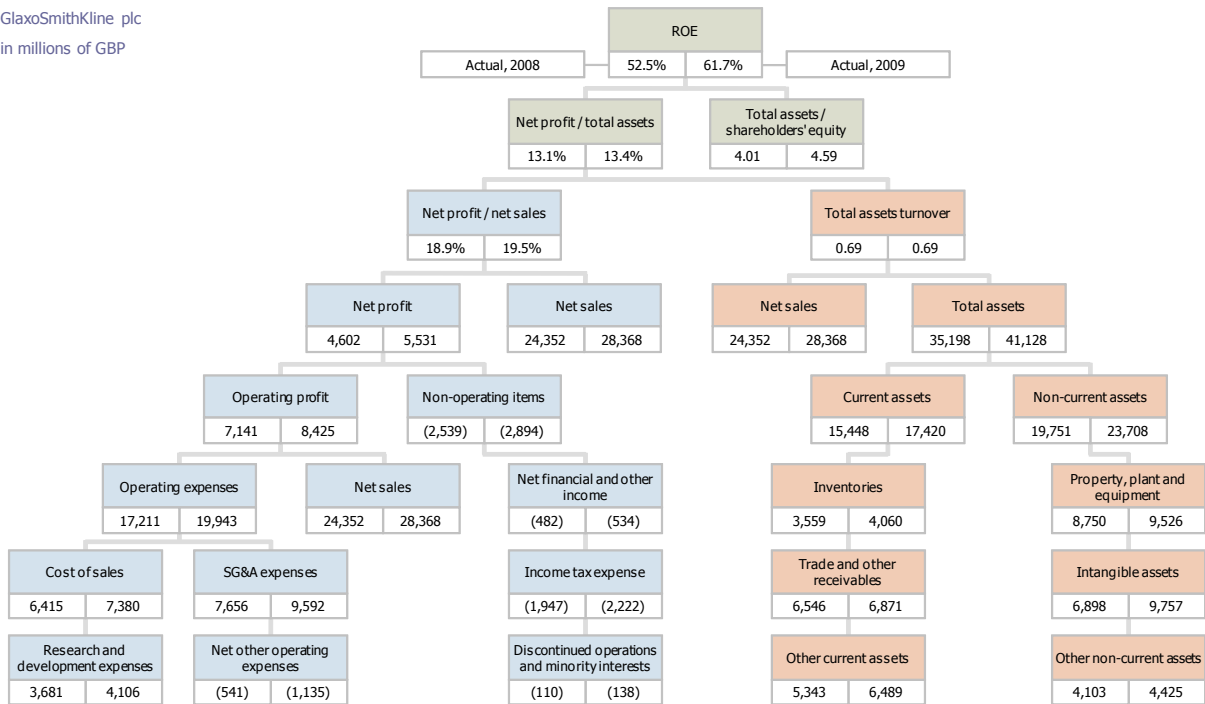 GlaxoSmithKline plc
in millions of GBP
ROE
Actual, 2008
52.5%
61.7%
Actual, 2009
Net profit / total assets
13.1%
13.4%
Total assets /
shareholders' equity
4.01
4.59
Net profit / net sales
18.9%
19.5%
Total assets turnover
0.69
0.69
Net profit
4,602
5,531
Net sales
24,352
28,368
Net sales
24,352
28,368
Total assets
35,198
41,128
Operating profit
7,141
8,425
Non-operating items
(2,539)
(2,894)
Current assets
15,448
17,420
Non-current assets
19,751
23,708
Operating expenses
17,211
19,943
Net sales
24,352
28,368
Net financial and other
income
(482)
(534)
Inventories
3,559
4,060
Property, plant and
equipment
8,750
9,526
Cost of sales
6,415
7,380
SG&A expenses
7,656
9,592
Income tax expense
(1,947)
(2,222)
Trade and other
receivables
6,546
6,871
Intangible assets
6,898
9,757
Research and
development expenses
3,681
4,106
Net other operating
expenses
(541)
(1,135)
Discontinued operations
and minority interests
(110)
(138)
Other current assets
5,343
6,489
Other non-current assets
4,103
4,425